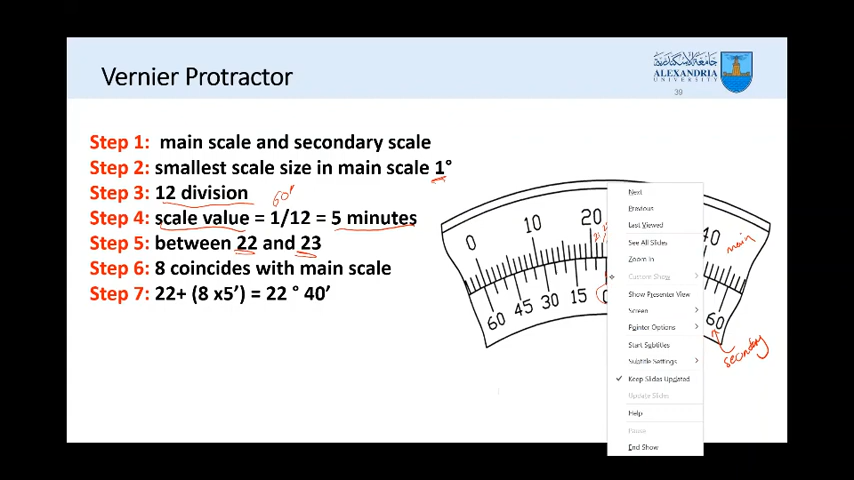 Vernier Protractor
جامعة الإسكندرية
ALEXANDRIA
UNIVERSITY
39
Step 1: main scale and secondary scale
Step 2: smallest scale size in main scale 1°
Step 3: 12 division
60'
Step 4: scale value = 1/12 = 5 minutes
Step 5: between 22 and 23
Step 6: 8 coincides with main scale
Step 7: 22+ (8 x5’) = 22 ° 40’
0 10 20 40
main
60 45 30 15 0 60
secondary
Next
Previous
Last Viewed
See All Slides
Zoom In
Custom Show
Show Presenter View
Screen
Pointer Options
Start Subtitles
Subtitle Settings
Keep Slides Updated
Update Slides
Help
Pause
End Show